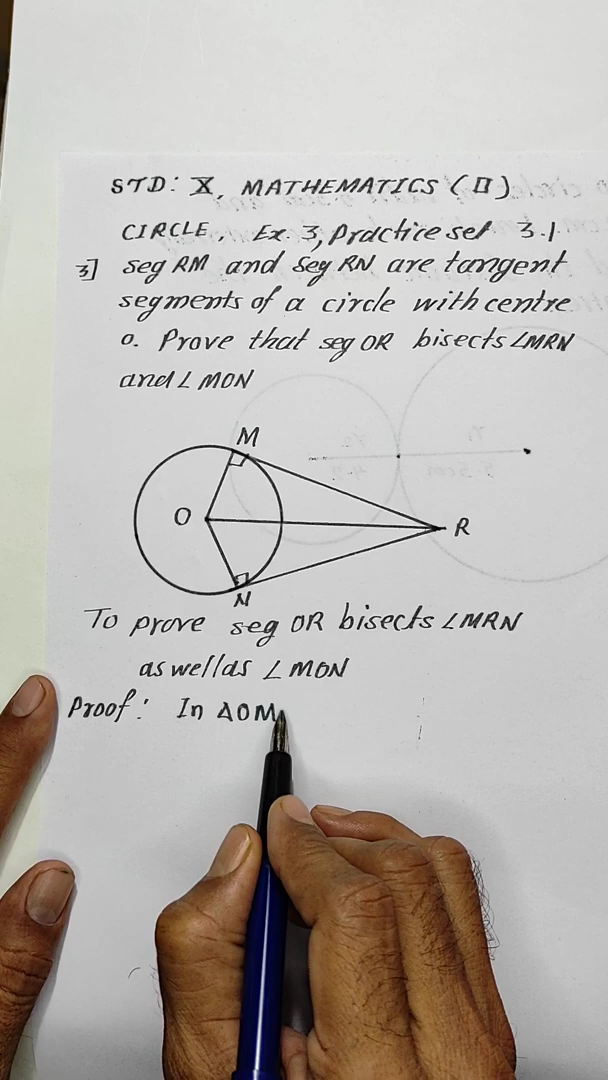 STD: X, MATHEMATICS (II)
CIRCLE, Ex. 3, Practice set 3.1
3] seg RM and seg RN are tangent
segments of a circle with centre
O. Prove that seg OR bisects ∠MRN
and ∠MON
M
O
R
N
To prove seg OR bisects ∠MRN
as well as ∠MON
Proof: In ΔOM